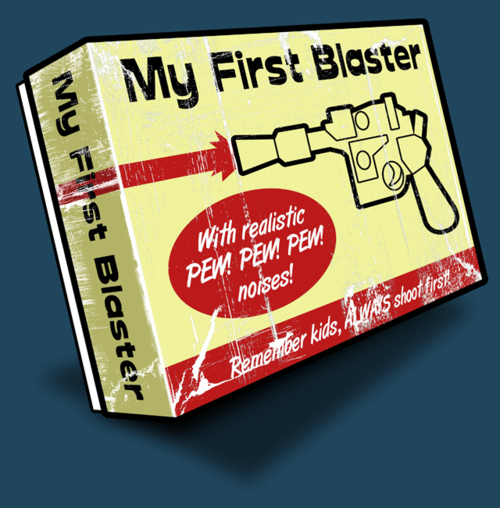 My First Blaster
My First Blaster
With realistic
PEW! PEW! PEW!
noises!
Remember kids, ALWAYS shoot first